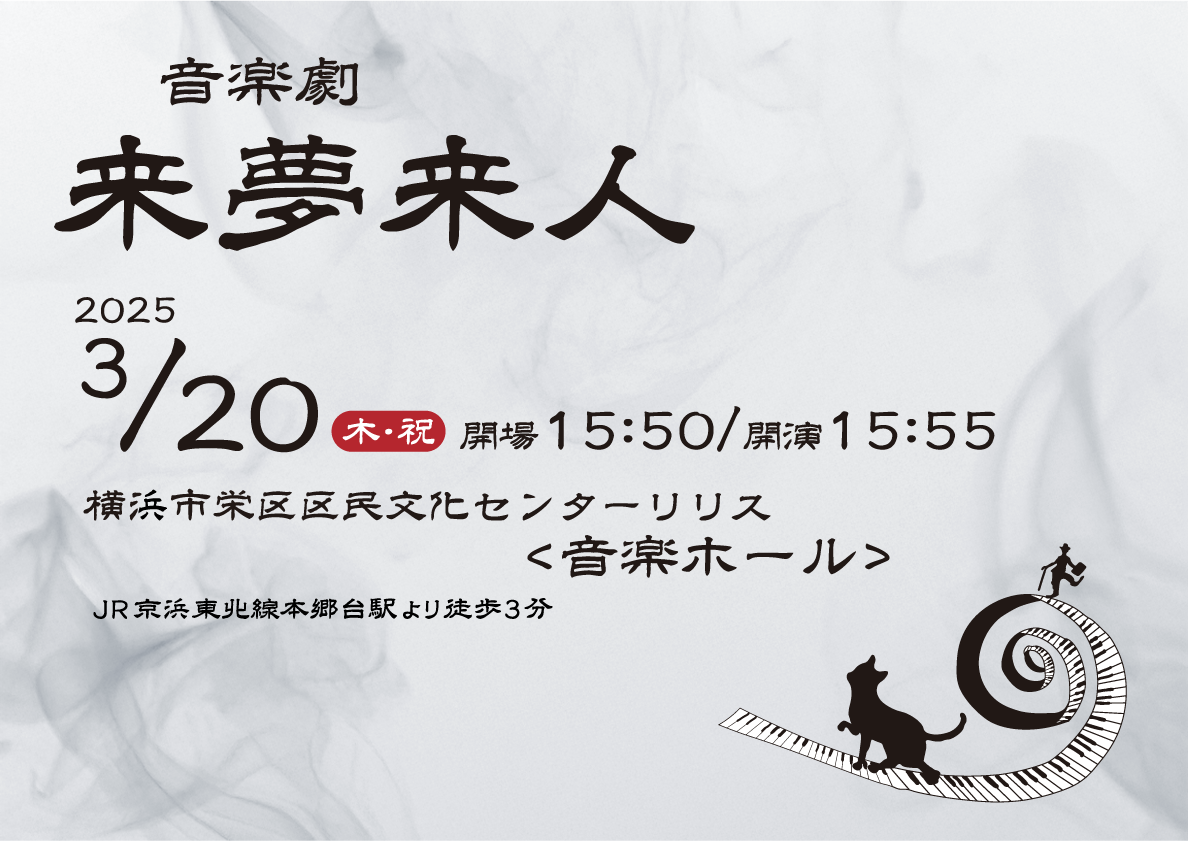 音楽劇
来夢来人
2025
3/20 木・祝 開場15:50/開演15:55
横浜市栄区区民文化センターリリス
<音楽ホール>
JR京浜東北線本郷台駅より徒歩3分